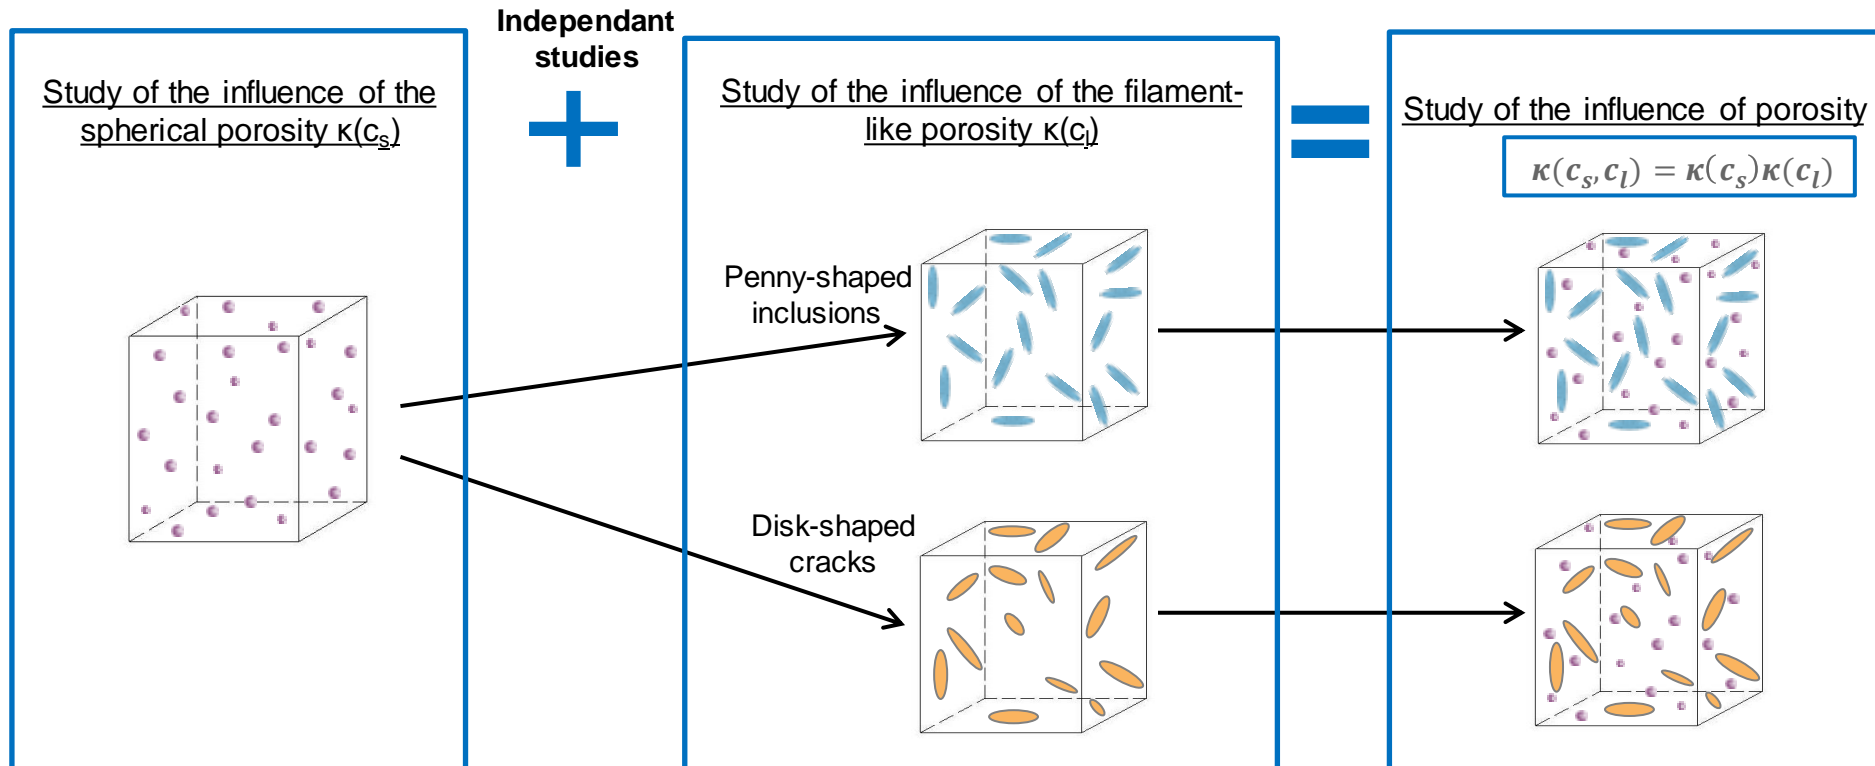 Independant
studies
Study of the influence of the
spherical porosity κ(cₛ)
Study of the influence of the filament-
like porosity κ(cₗ)
Study of the influence of porosity
κ(cₛ, cₗ) = κ(cₛ)κ(cₗ)
Penny-shaped
inclusions
Disk-shaped
cracks